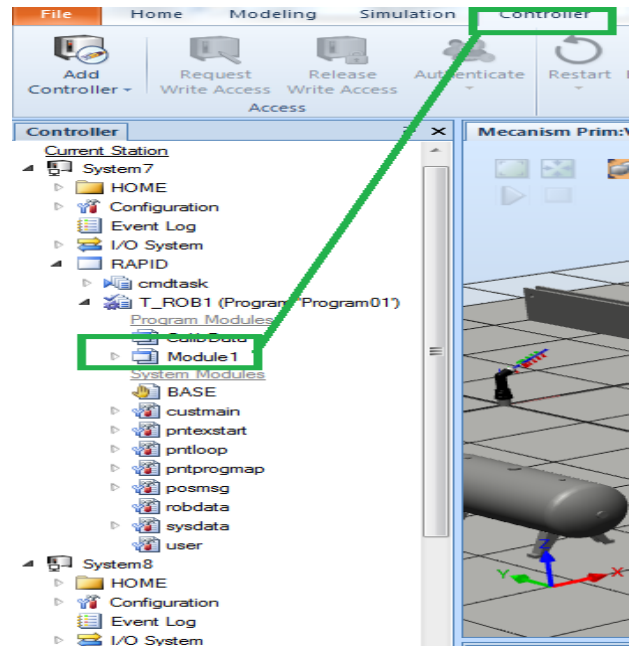 File Home Modeling Simulation Controller
Add Controller
Request Write Access
Release Write Access
Authenticate
Restart
Access
Controller
Mecanism Prim:V
Current Station
System7
HOME
Configuration
Event Log
I/O System
RAPID
cmdtask
T_ROB1 (Program 'Program01')
Program Modules
CalibData
Module1
System Modules
BASE
custmain
pntexstart
pntloop
pntprogmap
posmsg
robdata
sysdata
user
System8
HOME
Configuration
Event Log
I/O System
Z
Y
X